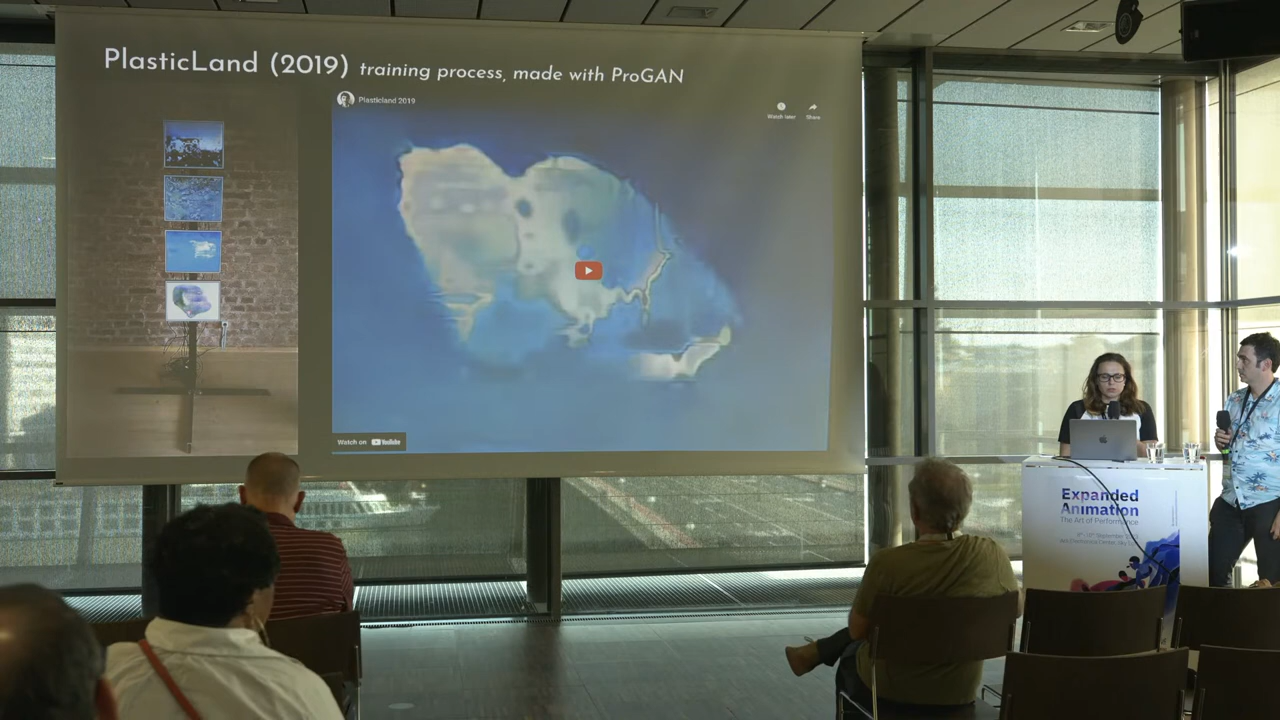 PlasticLand (2019) training process, made with ProGAN
Plasticland 2019
Watch later
Share
Watch on YouTube
Expanded
Animation
The Art of Performance